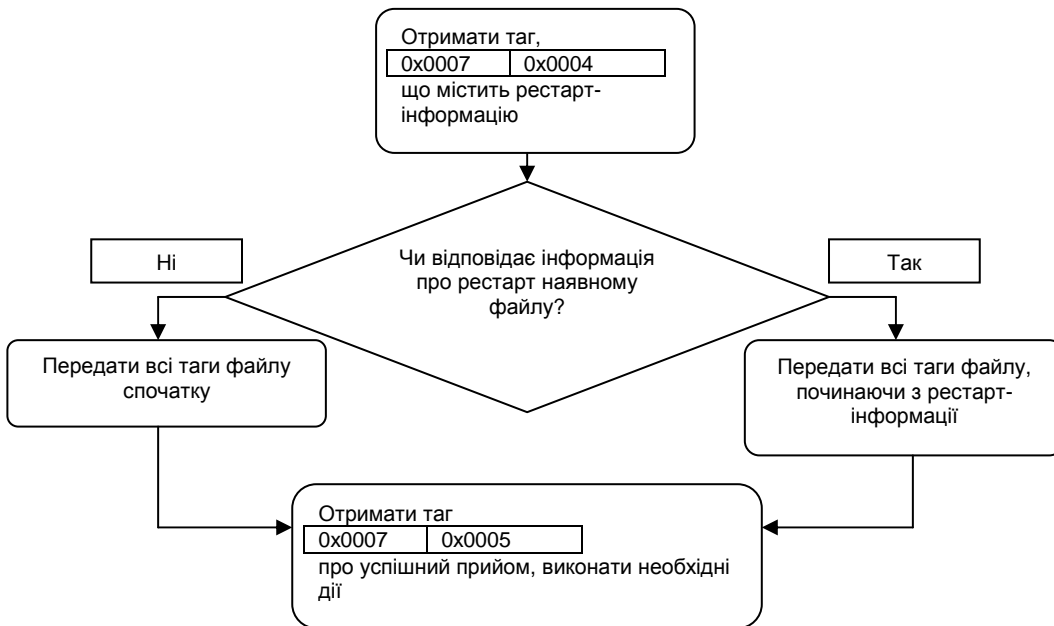 Отримати таг,
0x0007 0x0004
що містить рестарт-
інформацію
Чи відповідає інформація
про рестарт наявному
файлу?
Ні
Так
Передати всі таги файлу
спочатку
Передати всі таги файлу,
починаючи з рестарт-
інформації
Отримати таг
0x0007 0x0005
про успішний прийом, виконати необхідні
дії